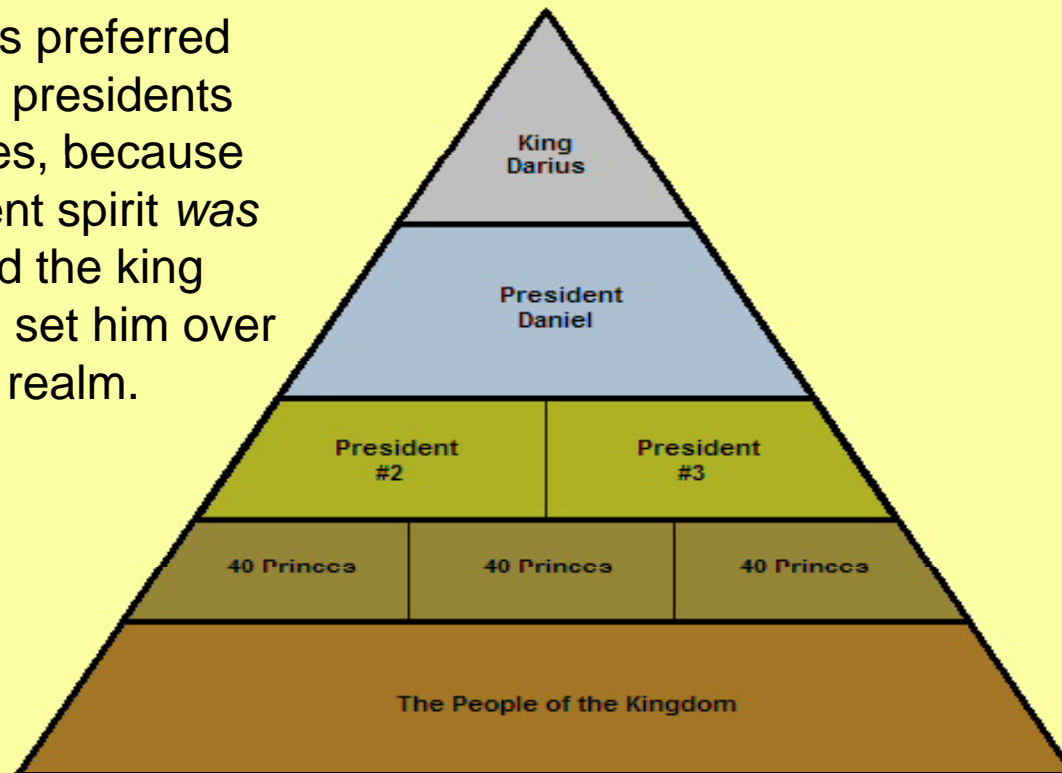 s preferred
presidents
es, because
ent spirit was
d the king
set him over
realm.
King
Darius
President
Daniel
President
#2
President
#3
40 Princes
40 Princes
40 Princes
The People of the Kingdom